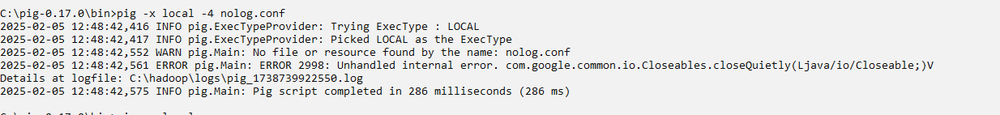 C:\pig-0.17.0\bin>pig -x local -4 nolog.conf
2025-02-05 12:48:42,416 INFO pig.ExecTypeProvider: Trying ExecType : LOCAL
2025-02-05 12:48:42,417 INFO pig.ExecTypeProvider: Picked LOCAL as the ExecType
2025-02-05 12:48:42,552 WARN pig.Main: No file or resource found by the name: nolog.conf
2025-02-05 12:48:42,561 ERROR pig.Main: ERROR 2998: Unhandled internal error. com.google.common.io.Closeables.closeQuietly(Ljava/io/Closeable;)V
Details at logfile: C:\hadoop\logs\pig_1738739922550.log
2025-02-05 12:48:42,575 INFO pig.Main: Pig script completed in 286 milliseconds (286 ms)